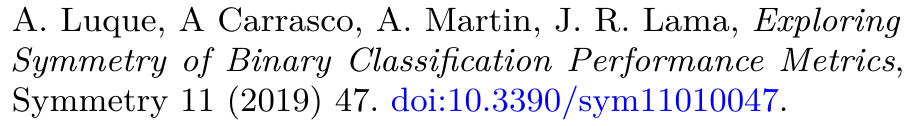 A. Luque, A Carrasco, A. Martin, J. R. Lama, Exploring
Symmetry of Binary Classification Performance Metrics,
Symmetry 11 (2019) 47. doi:10.3390/sym11010047.